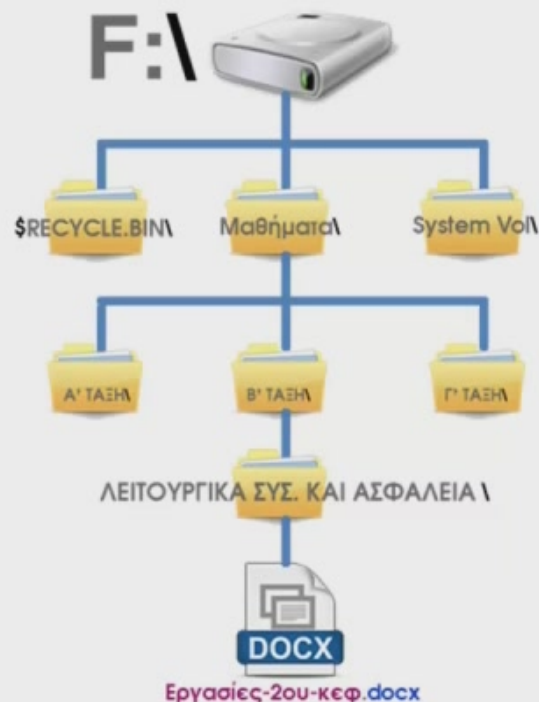 F:\
$RECYCLE.BIN\ Μαθήματα\ System Vol\
Α' ΤΑΞΗ\ Β' ΤΑΞΗ\ Γ' ΤΑΞΗ\
ΛΕΙΤΟΥΡΓΙΚΑ ΣΥΣ. ΚΑΙ ΑΣΦΑΛΕΙΑ \
DOCX
Εργασίες-2ου-κεφ.docx